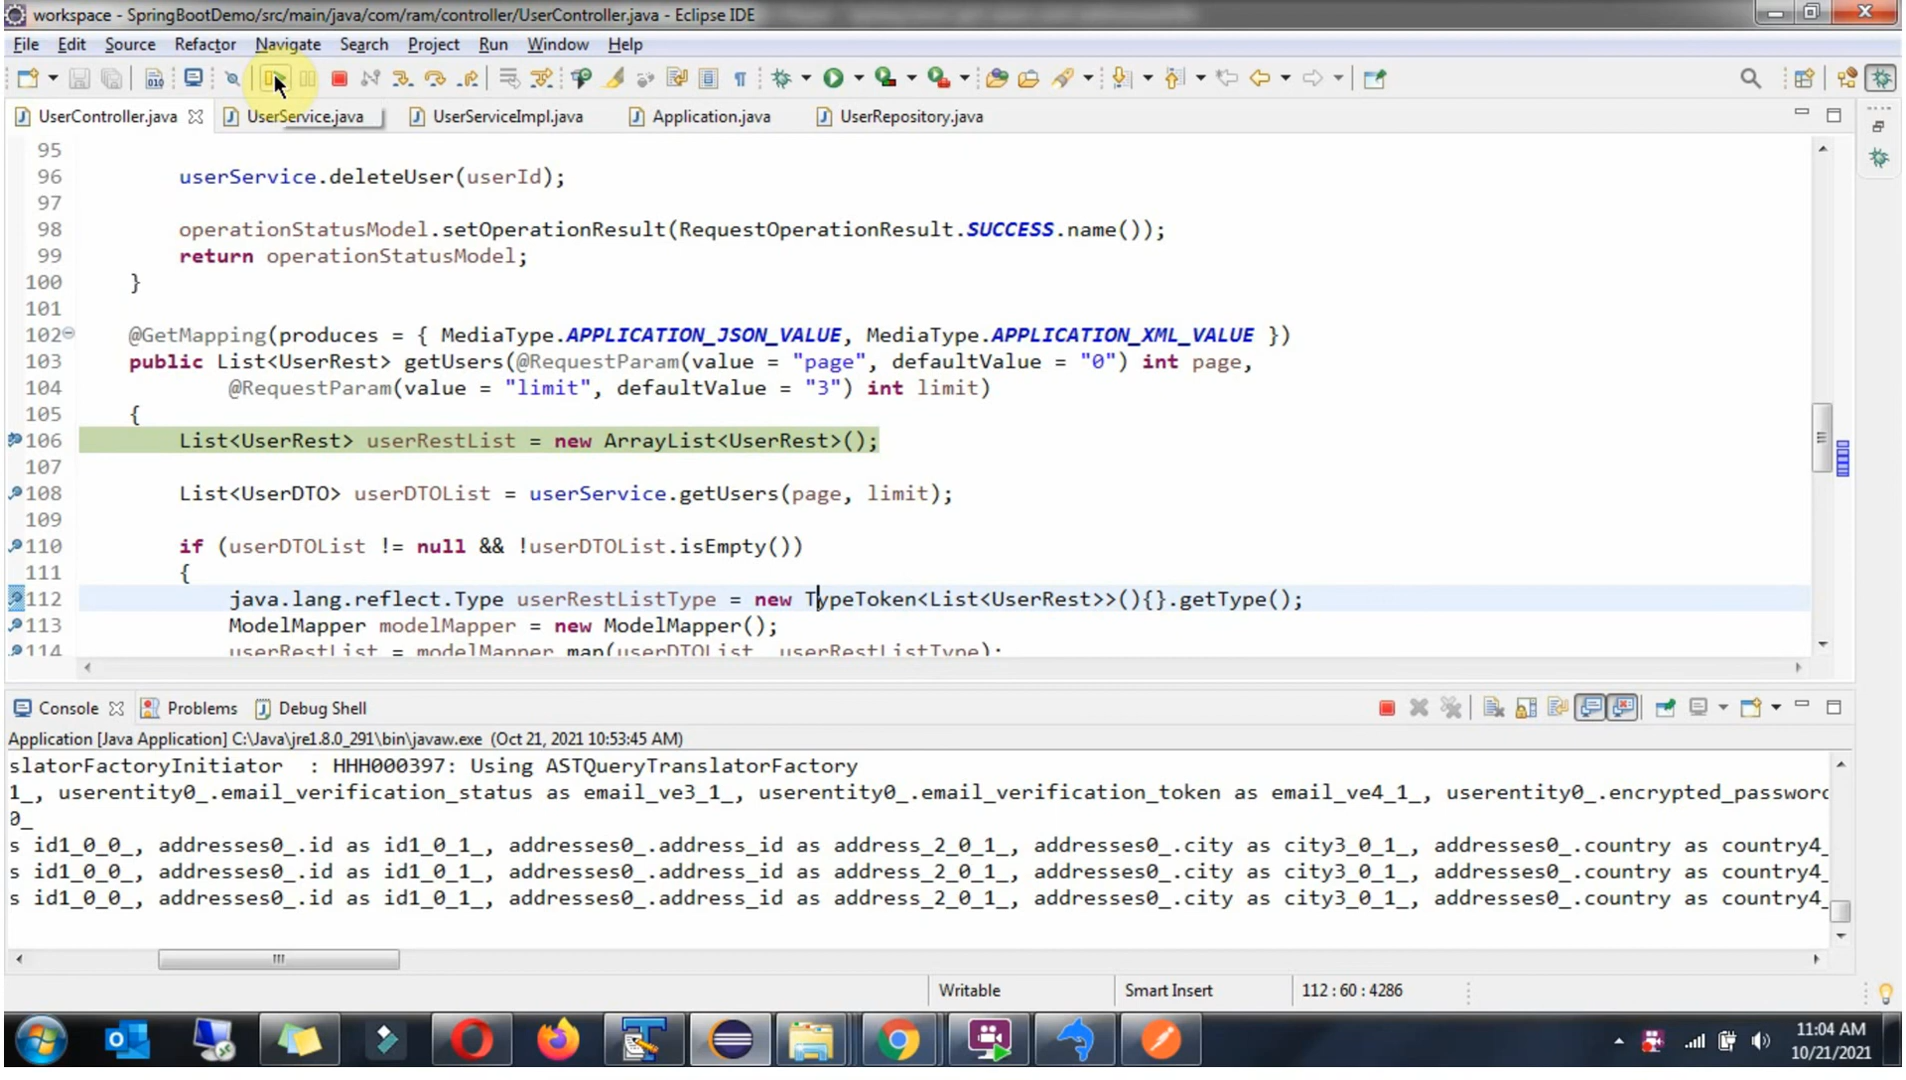 workspace - SpringBootDemo/src/main/java/com/ram/controller/UserController.java - Eclipse IDE
File Edit Source Refactor Navigate Search Project Run Window Help
UserController.java UserService.java UserServiceImpl.java Application.java UserRepository.java
95
96 userService.deleteUser(userId);
97
98 operationStatusModel.setOperationResult(RequestOperationResult.SUCCESS.name());
99 return operationStatusModel;
100 }
101
102 @GetMapping(produces = { MediaType.APPLICATION_JSON_VALUE, MediaType.APPLICATION_XML_VALUE })
103 public List<UserRest> getUsers(@RequestParam(value = "page", defaultValue = "0") int page,
104 @RequestParam(value = "limit", defaultValue = "3") int limit)
105 {
106 List<UserRest> userRestList = new ArrayList<UserRest>();
107
108 List<UserDTO> userDTOList = userService.getUsers(page, limit);
109
110 if (userDTOList != null && !userDTOList.isEmpty())
111 {
112 java.lang.reflect.Type userRestListType = new TypeToken<List<UserRest>>(){}.getType();
113 ModelMapper modelMapper = new ModelMapper();
114 userRestList = modelMapper.map(userDTOList, userRestListType);
Console Problems Debug Shell
Application [Java Application] C:\Java\jre1.8.0_291\bin\javaw.exe (Oct 21, 2021 10:53:45 AM)
slatorFactoryInitiator : HHH000397: Using ASTQueryTranslatorFactory
1_, userentity0_.email_verification_status as email_ve3_1_, userentity0_.email_verification_token as email_ve4_1_, userentity0_.encrypted_password
0_
s id1_0_0_, addresses0_.id as id1_0_1_, addresses0_.address_id as address_2_0_1_, addresses0_.city as city3_0_1_, addresses0_.country as country4_
s id1_0_0_, addresses0_.id as id1_0_1_, addresses0_.address_id as address_2_0_1_, addresses0_.city as city3_0_1_, addresses0_.country as country4_
s id1_0_0_, addresses0_.id as id1_0_1_, addresses0_.address_id as address_2_0_1_, addresses0_.city as city3_0_1_, addresses0_.country as country4_
Writable Smart Insert 112 : 60 : 4286
11:04 AM
10/21/2021